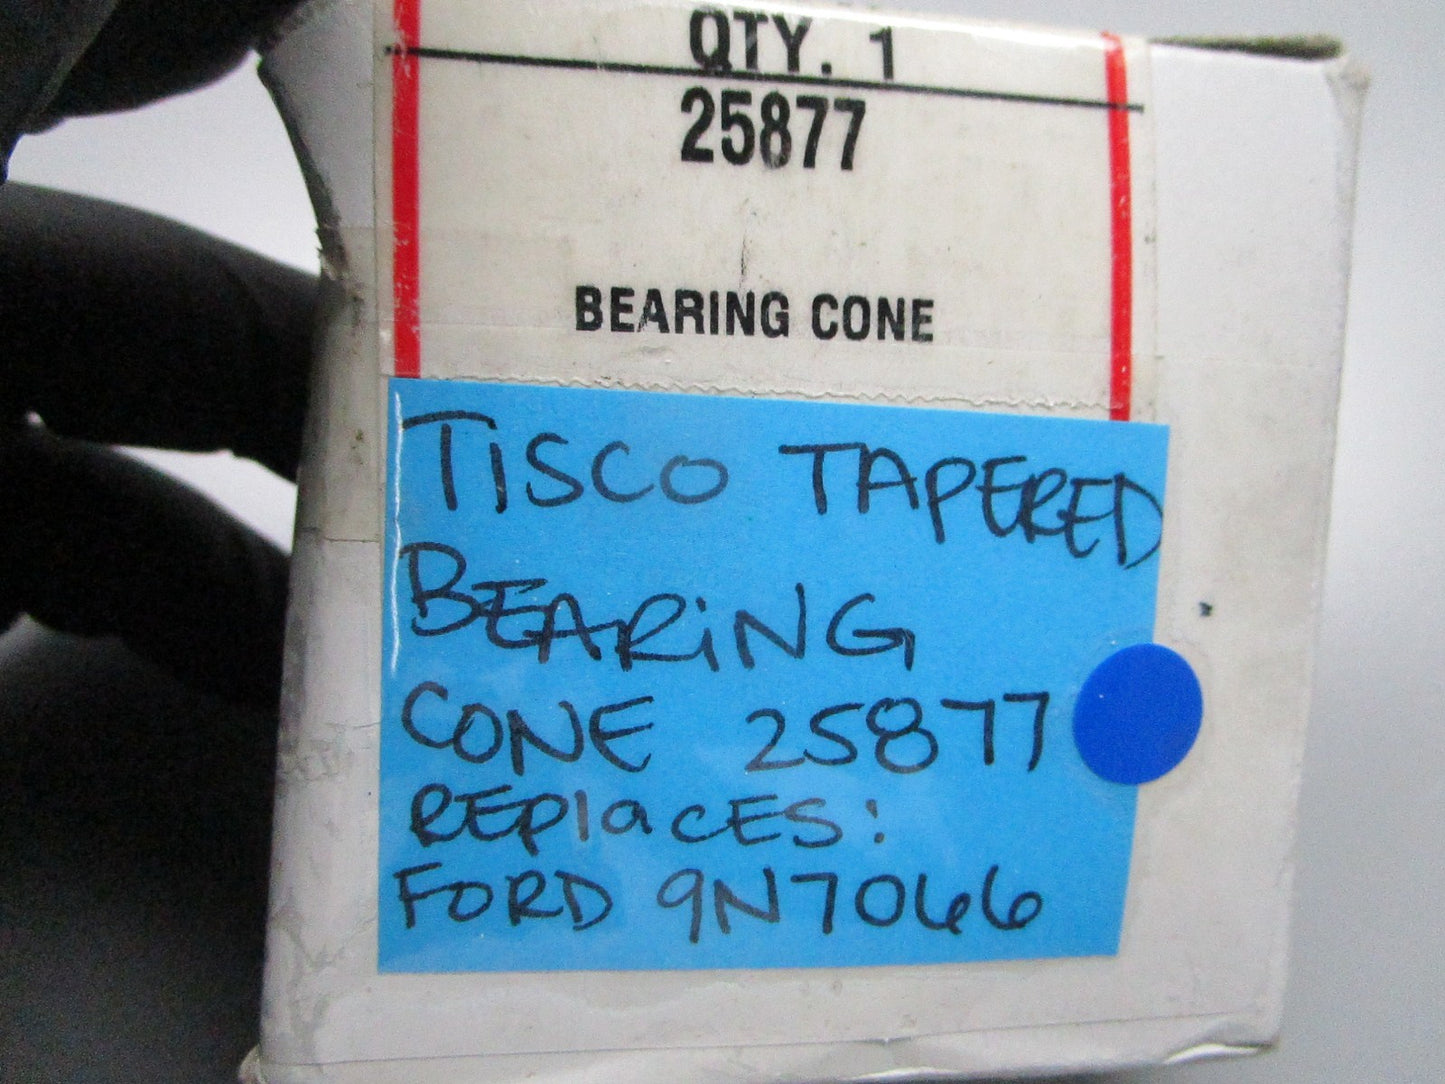 QTY. 1
25877
BEARING CONE
TISCO TAPERED
BEARiNG
CONE 25877
REPlaCES:
FORD 9N7066